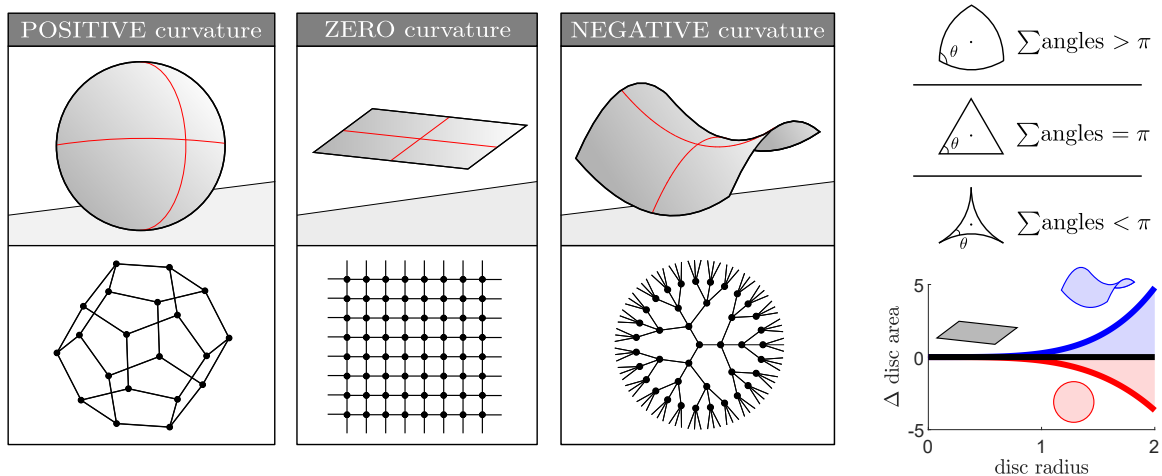 POSITIVE curvature
ZERO curvature
NEGATIVE curvature
θ
∑angles > π
θ
∑angles = π
θ
∑angles < π
Δ disc area
5
0
-5
0
1
2
disc radius